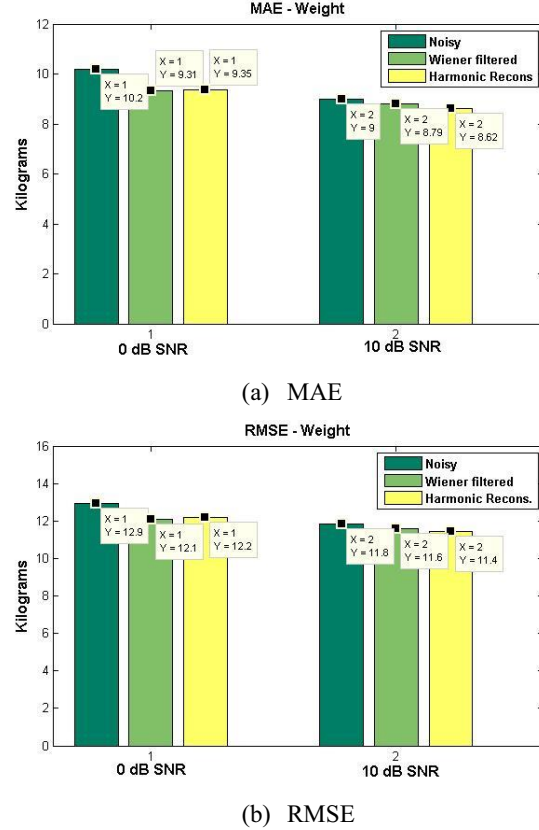 MAE - Weight
12
10
8
6
4
2
0
Kilograms
Noisy
Wiener filtered
Harmonic Recons
X = 1
Y = 10.2
X = 1
Y = 9.31
X = 1
Y = 9.35
X = 2
Y = 9
X = 2
Y = 8.79
X = 2
Y = 8.62
1
2
0 dB SNR
10 dB SNR
(a) MAE
RMSE - Weight
16
14
12
10
8
6
4
2
0
Kilograms
Noisy
Wiener filtered
Harmonic Recons.
X = 1
Y = 12.9
X = 1
Y = 12.1
X = 1
Y = 12.2
X = 2
Y = 11.8
X = 2
Y = 11.6
X = 2
Y = 11.4
1
2
0 dB SNR
10 dB SNR
(b) RMSE